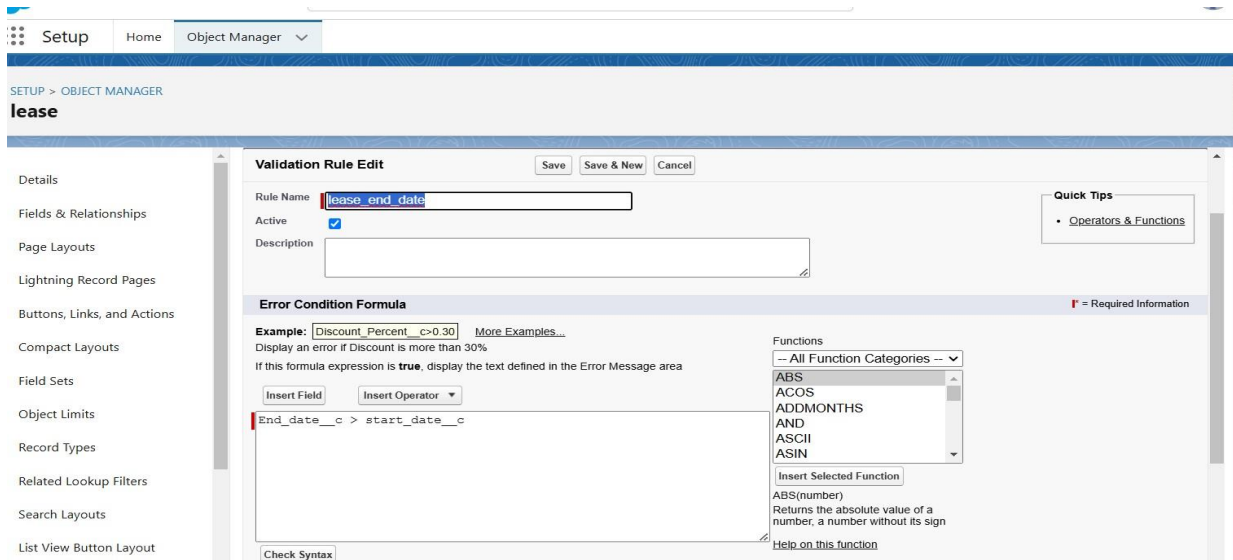 Setup Home Object Manager
SETUP > OBJECT MANAGER
lease
Details
Fields & Relationships
Page Layouts
Lightning Record Pages
Buttons, Links, and Actions
Compact Layouts
Field Sets
Object Limits
Record Types
Related Lookup Filters
Search Layouts
List View Button Layout
Validation Rule Edit Save Save & New Cancel
Rule Name lease_end_date
Active
Description
Quick Tips
• Operators & Functions
Error Condition Formula
= Required Information
Example: Discount_Percent__c>0.30 More Examples...
Display an error if Discount is more than 30%
If this formula expression is true, display the text defined in the Error Message area
Insert Field Insert Operator
End_date__c > start_date__c
Functions
-- All Function Categories --
ABS
ACOS
ADDMONTHS
AND
ASCII
ASIN
Insert Selected Function
ABS(number)
Returns the absolute value of a
number, a number without its sign
Help on this function
Check Syntax